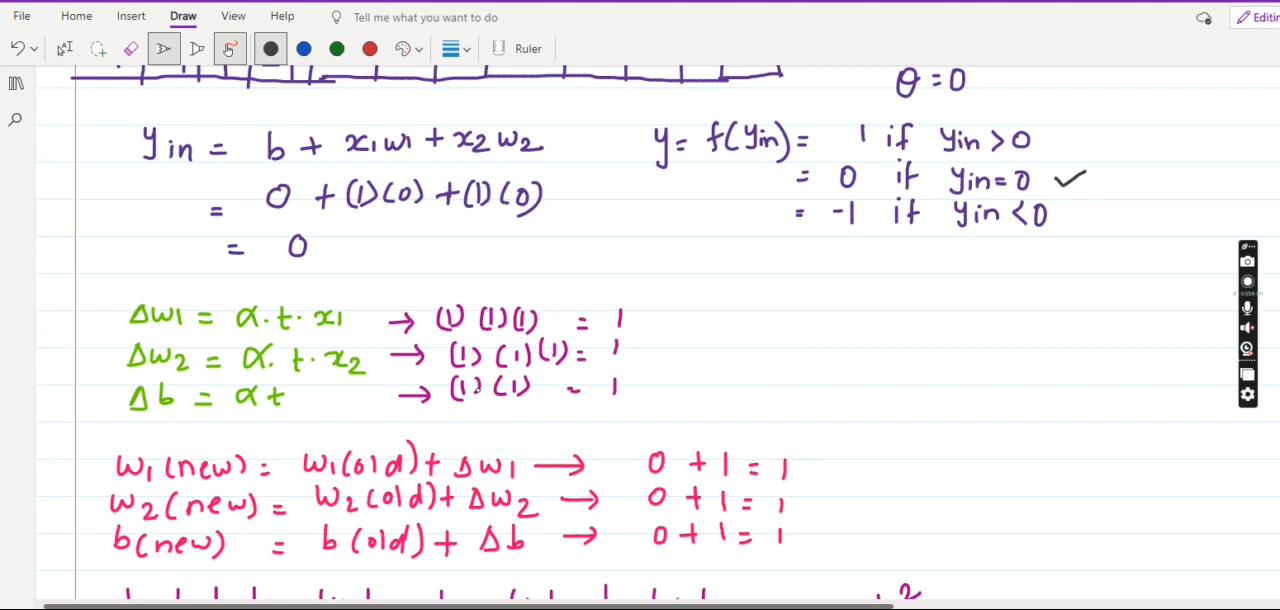 File Home Insert Draw View Help Tell me what you want to do
Ruler
θ = 0
yin = b + x1w1 + x2w2
y = f(yin) = 1 if yin > 0
= 0 if yin = 0 ✓
= -1 if yin < 0
= 0 + (1)(0) + (1)(0)
= 0
Δw1 = α.t.x1 → (1)(1)(1) = 1
Δw2 = α.t.x2 → (1)(1)(1) = 1
Δb = αt → (1)(1) = 1
w1(new) = w1(old) + Δw1 → 0 + 1 = 1
w2(new) = w2(old) + Δw2 → 0 + 1 = 1
b(new) = b(old) + Δb → 0 + 1 = 1